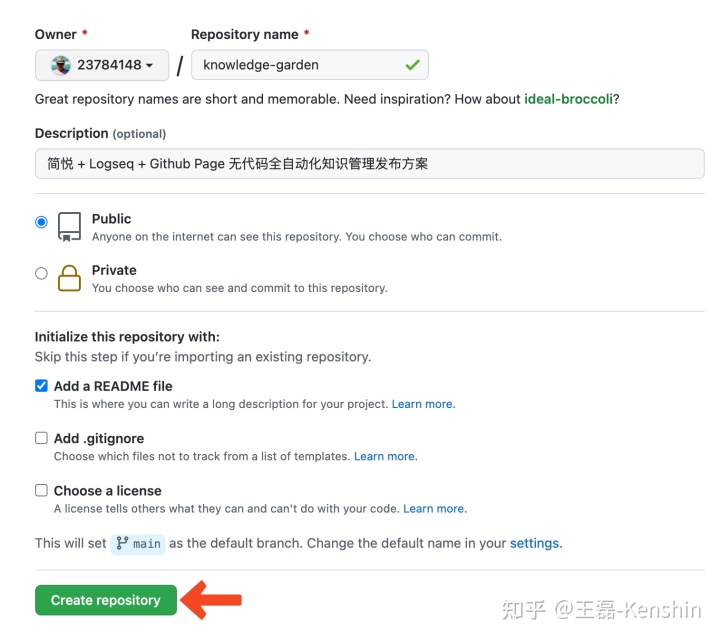 Owner * Repository name *
23784148 / knowledge-garden
Great repository names are short and memorable. Need inspiration? How about ideal-broccoli?
Description (optional)
简悦 + Logseq + Github Page 无代码全自动化知识管理发布方案
Public
Anyone on the internet can see this repository. You choose who can commit.
Private
You choose who can see and commit to this repository.
Initialize this repository with:
Skip this step if you’re importing an existing repository.
Add a README file
This is where you can write a long description for your project. Learn more.
Add .gitignore
Choose which files not to track from a list of templates. Learn more.
Choose a license
A license tells others what they can and can't do with your code. Learn more.
This will set main as the default branch. Change the default name in your settings.
Create repository
知乎 @王磊-Kenshin